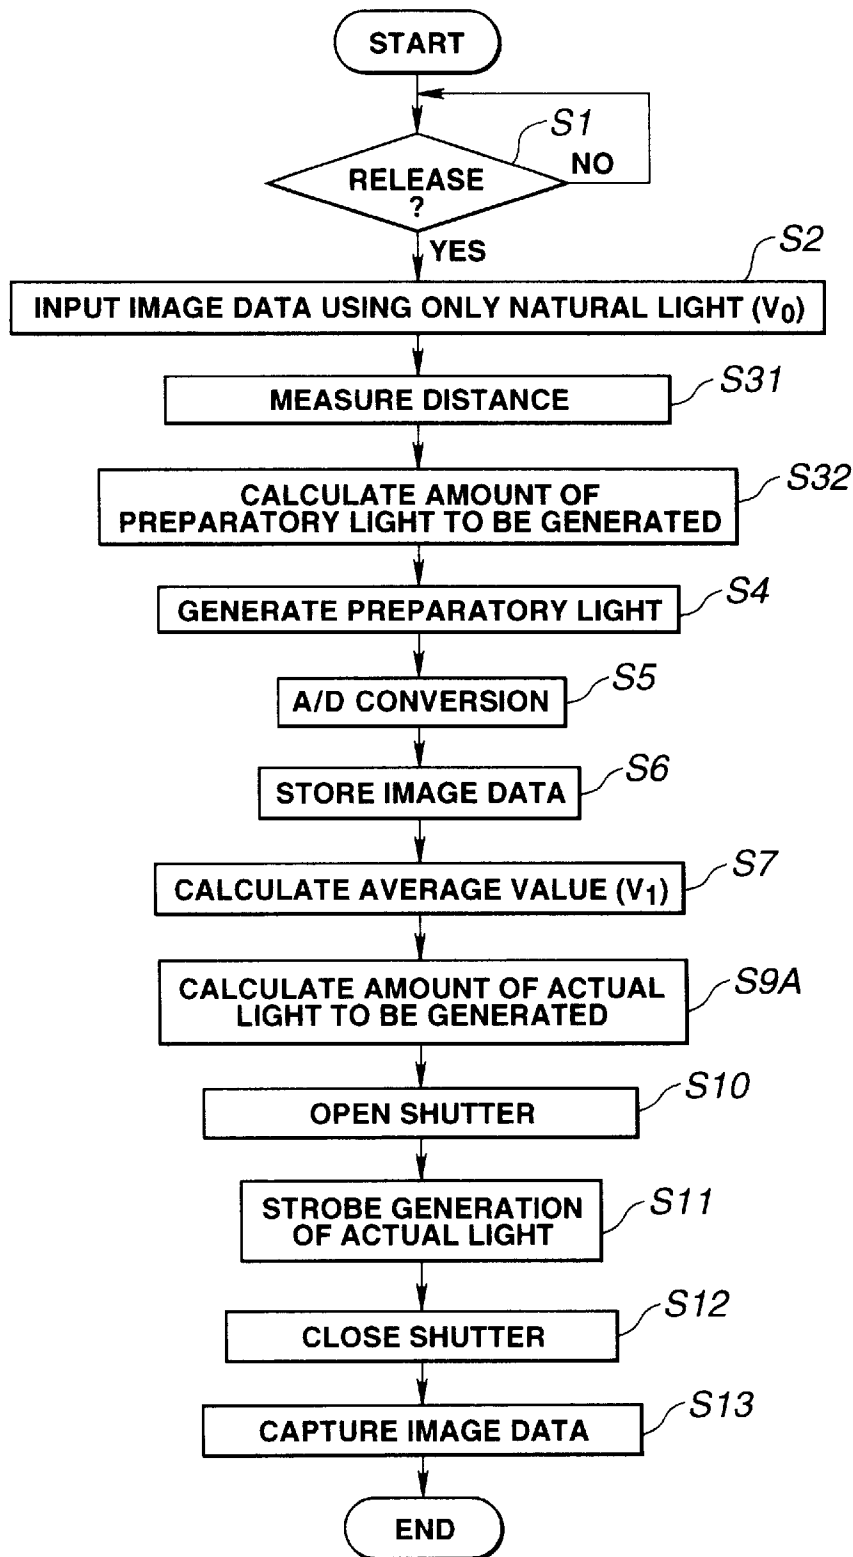 START
S1
RELEASE
?
NO
YES
S2
INPUT IMAGE DATA USING ONLY NATURAL LIGHT (V0)
S31
MEASURE DISTANCE
S32
CALCULATE AMOUNT OF
PREPARATORY LIGHT TO BE GENERATED
S4
GENERATE PREPARATORY LIGHT
S5
A/D CONVERSION
S6
STORE IMAGE DATA
S7
CALCULATE AVERAGE VALUE (V1)
S9A
CALCULATE AMOUNT OF ACTUAL
LIGHT TO BE GENERATED
S10
OPEN SHUTTER
S11
STROBE GENERATION
OF ACTUAL LIGHT
S12
CLOSE SHUTTER
S13
CAPTURE IMAGE DATA
END